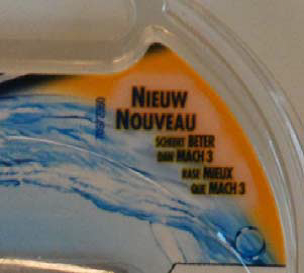 NIEUW
NOUVEAU
SCHEERT BETER
DAN MACH 3
RASE MIEUX
QUE MACH 3